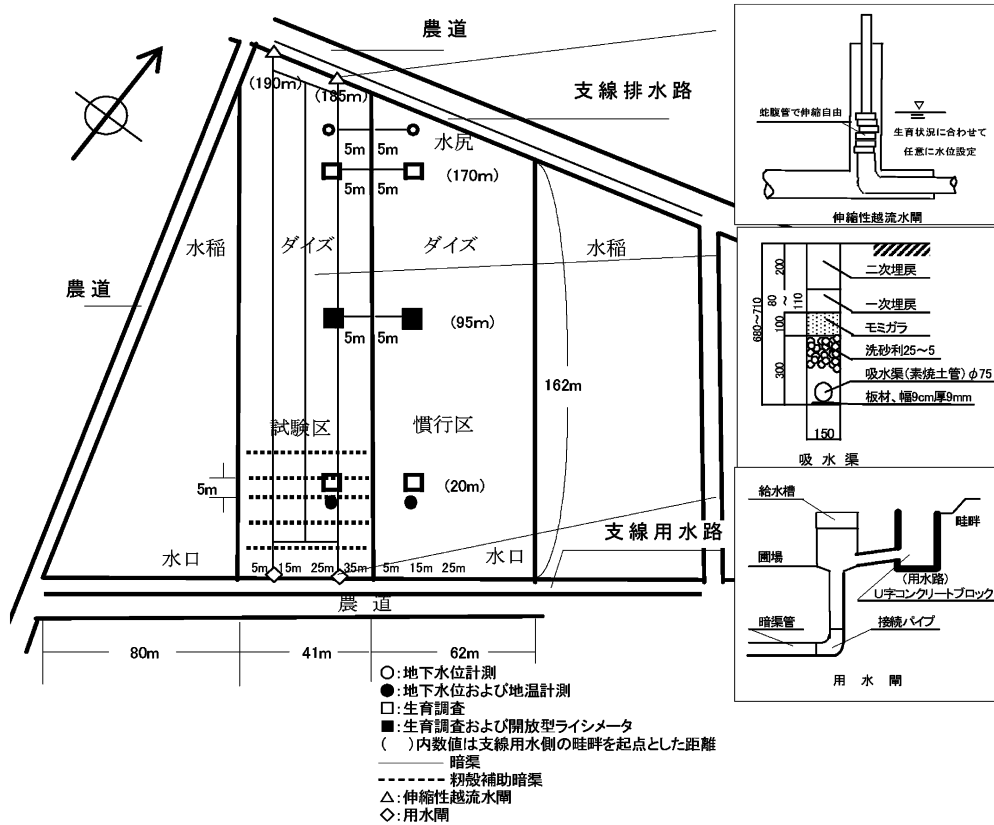 農道
支線排水路
(190m)
(185m)
水尻
5m
5m
5m
5m
(170m)
水稲
ダイズ
ダイズ
水稲
農道
5m
5m
(95m)
162m
試験区
慣行区
5m
(20m)
支線用水路
水口
水口
5m
15m
25m
35m
5m
15m
25m
農道
80m
41m
62m
○:地下水位計測
●:地下水位および地温計測
□:生育調査
■:生育調査および開放型ライシメータ
(　)内数値は支線用水側の畦畔を起点とした距離
暗渠
籾殻補助暗渠
△:伸縮性越流水閘
◇:用水閘
蛇腹管で伸縮自由
生育状況に合わせて
任意に水位設定
伸縮性越流水閘
200
80
～
110
100
300
680～710
150
二次埋戻
一次埋戻
モミガラ
洗砂利25～5
吸水渠(素焼土管)φ75
板材、幅9cm厚9mm
吸水渠
給水槽
畦畔
圃場
(用水路)
U字コンクリートブロック
暗渠管
接続パイプ
用水閘